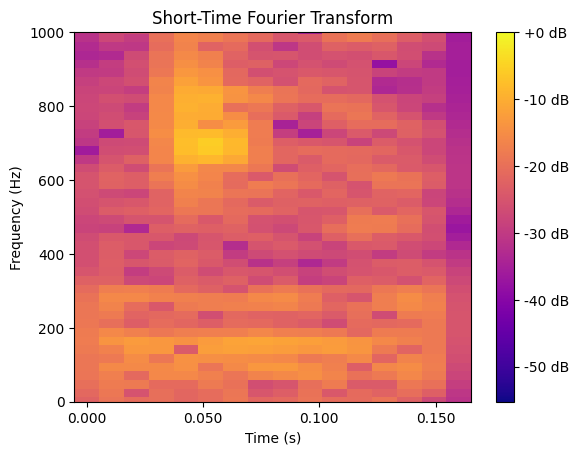 Short-Time Fourier Transform
1000
800
600
400
200
0
Frequency (Hz)
0.000
0.050
0.100
0.150
Time (s)
+0 dB
-10 dB
-20 dB
-30 dB
-40 dB
-50 dB